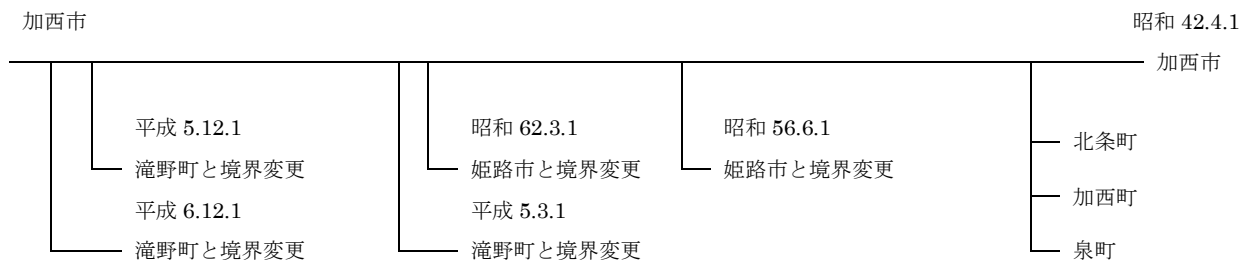 加西市
昭和 42.4.1
加西市
平成 5.12.1
昭和 62.3.1
昭和 56.6.1
北条町
滝野町と境界変更
姫路市と境界変更
姫路市と境界変更
加西町
平成 6.12.1
平成 5.3.1
滝野町と境界変更
滝野町と境界変更
泉町